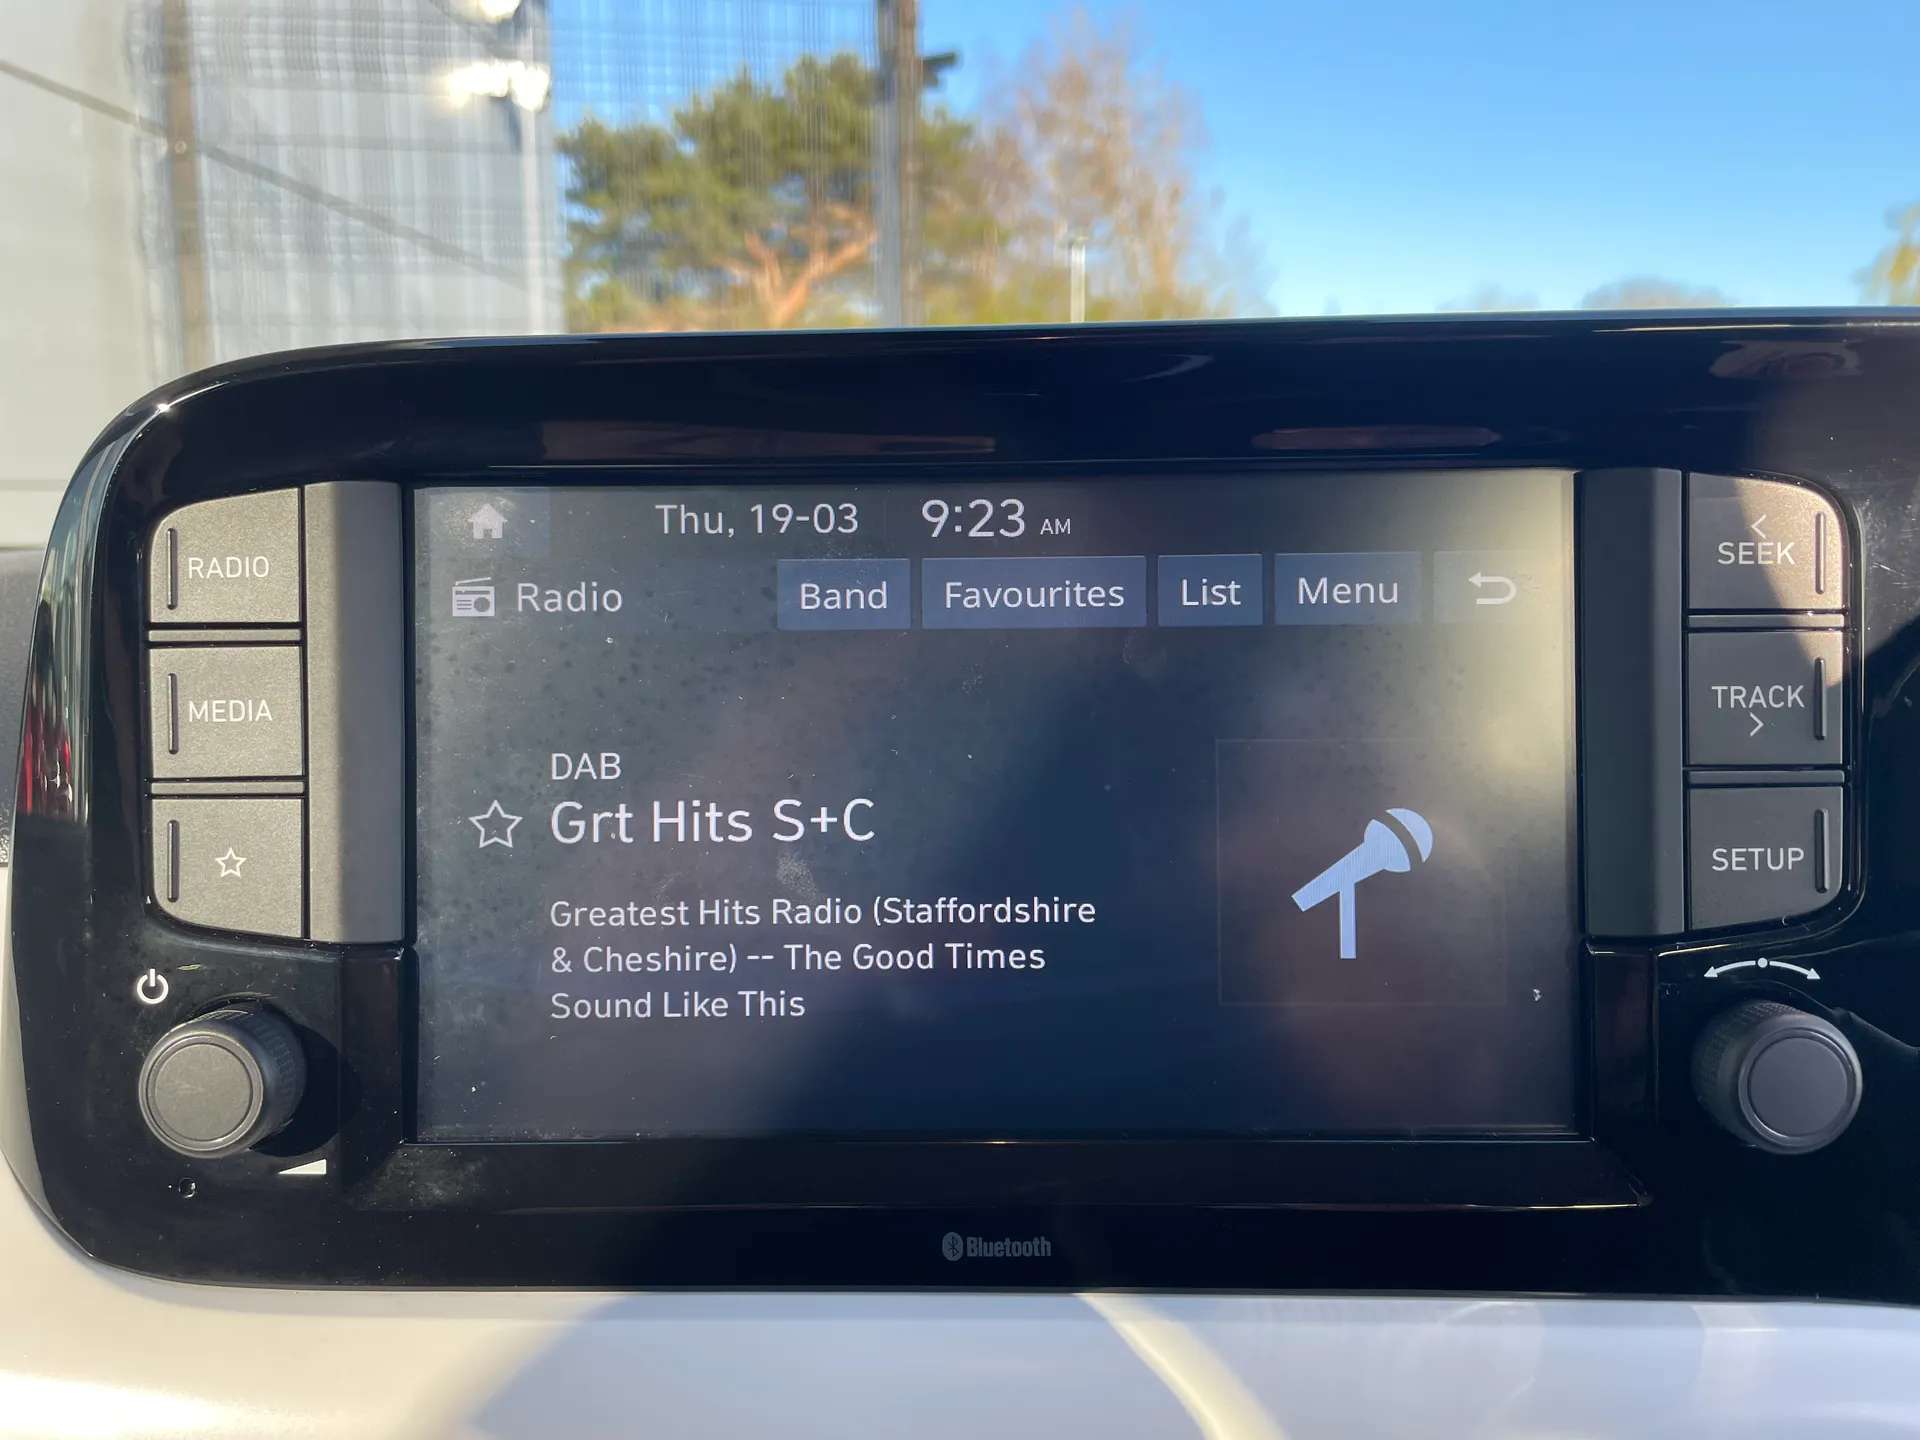 Thu, 19-03 9:23 AM
Radio Band Favourites List Menu
RADIO
MEDIA
DAB
Grt Hits S+C
Greatest Hits Radio (Staffordshire
& Cheshire) -- The Good Times
Sound Like This
< SEEK
TRACK >
SETUP
Bluetooth